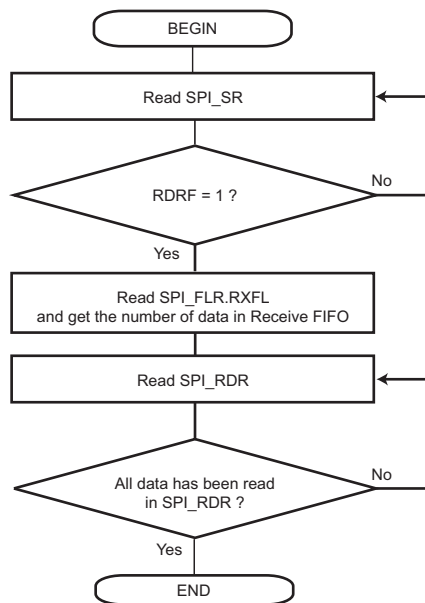 BEGIN
Read SPI_SR
No
RDRF = 1 ?
Yes
Read SPI_FLR.RXFL
and get the number of data in Receive FIFO
Read SPI_RDR
No
All data has been read
in SPI_RDR ?
Yes
END